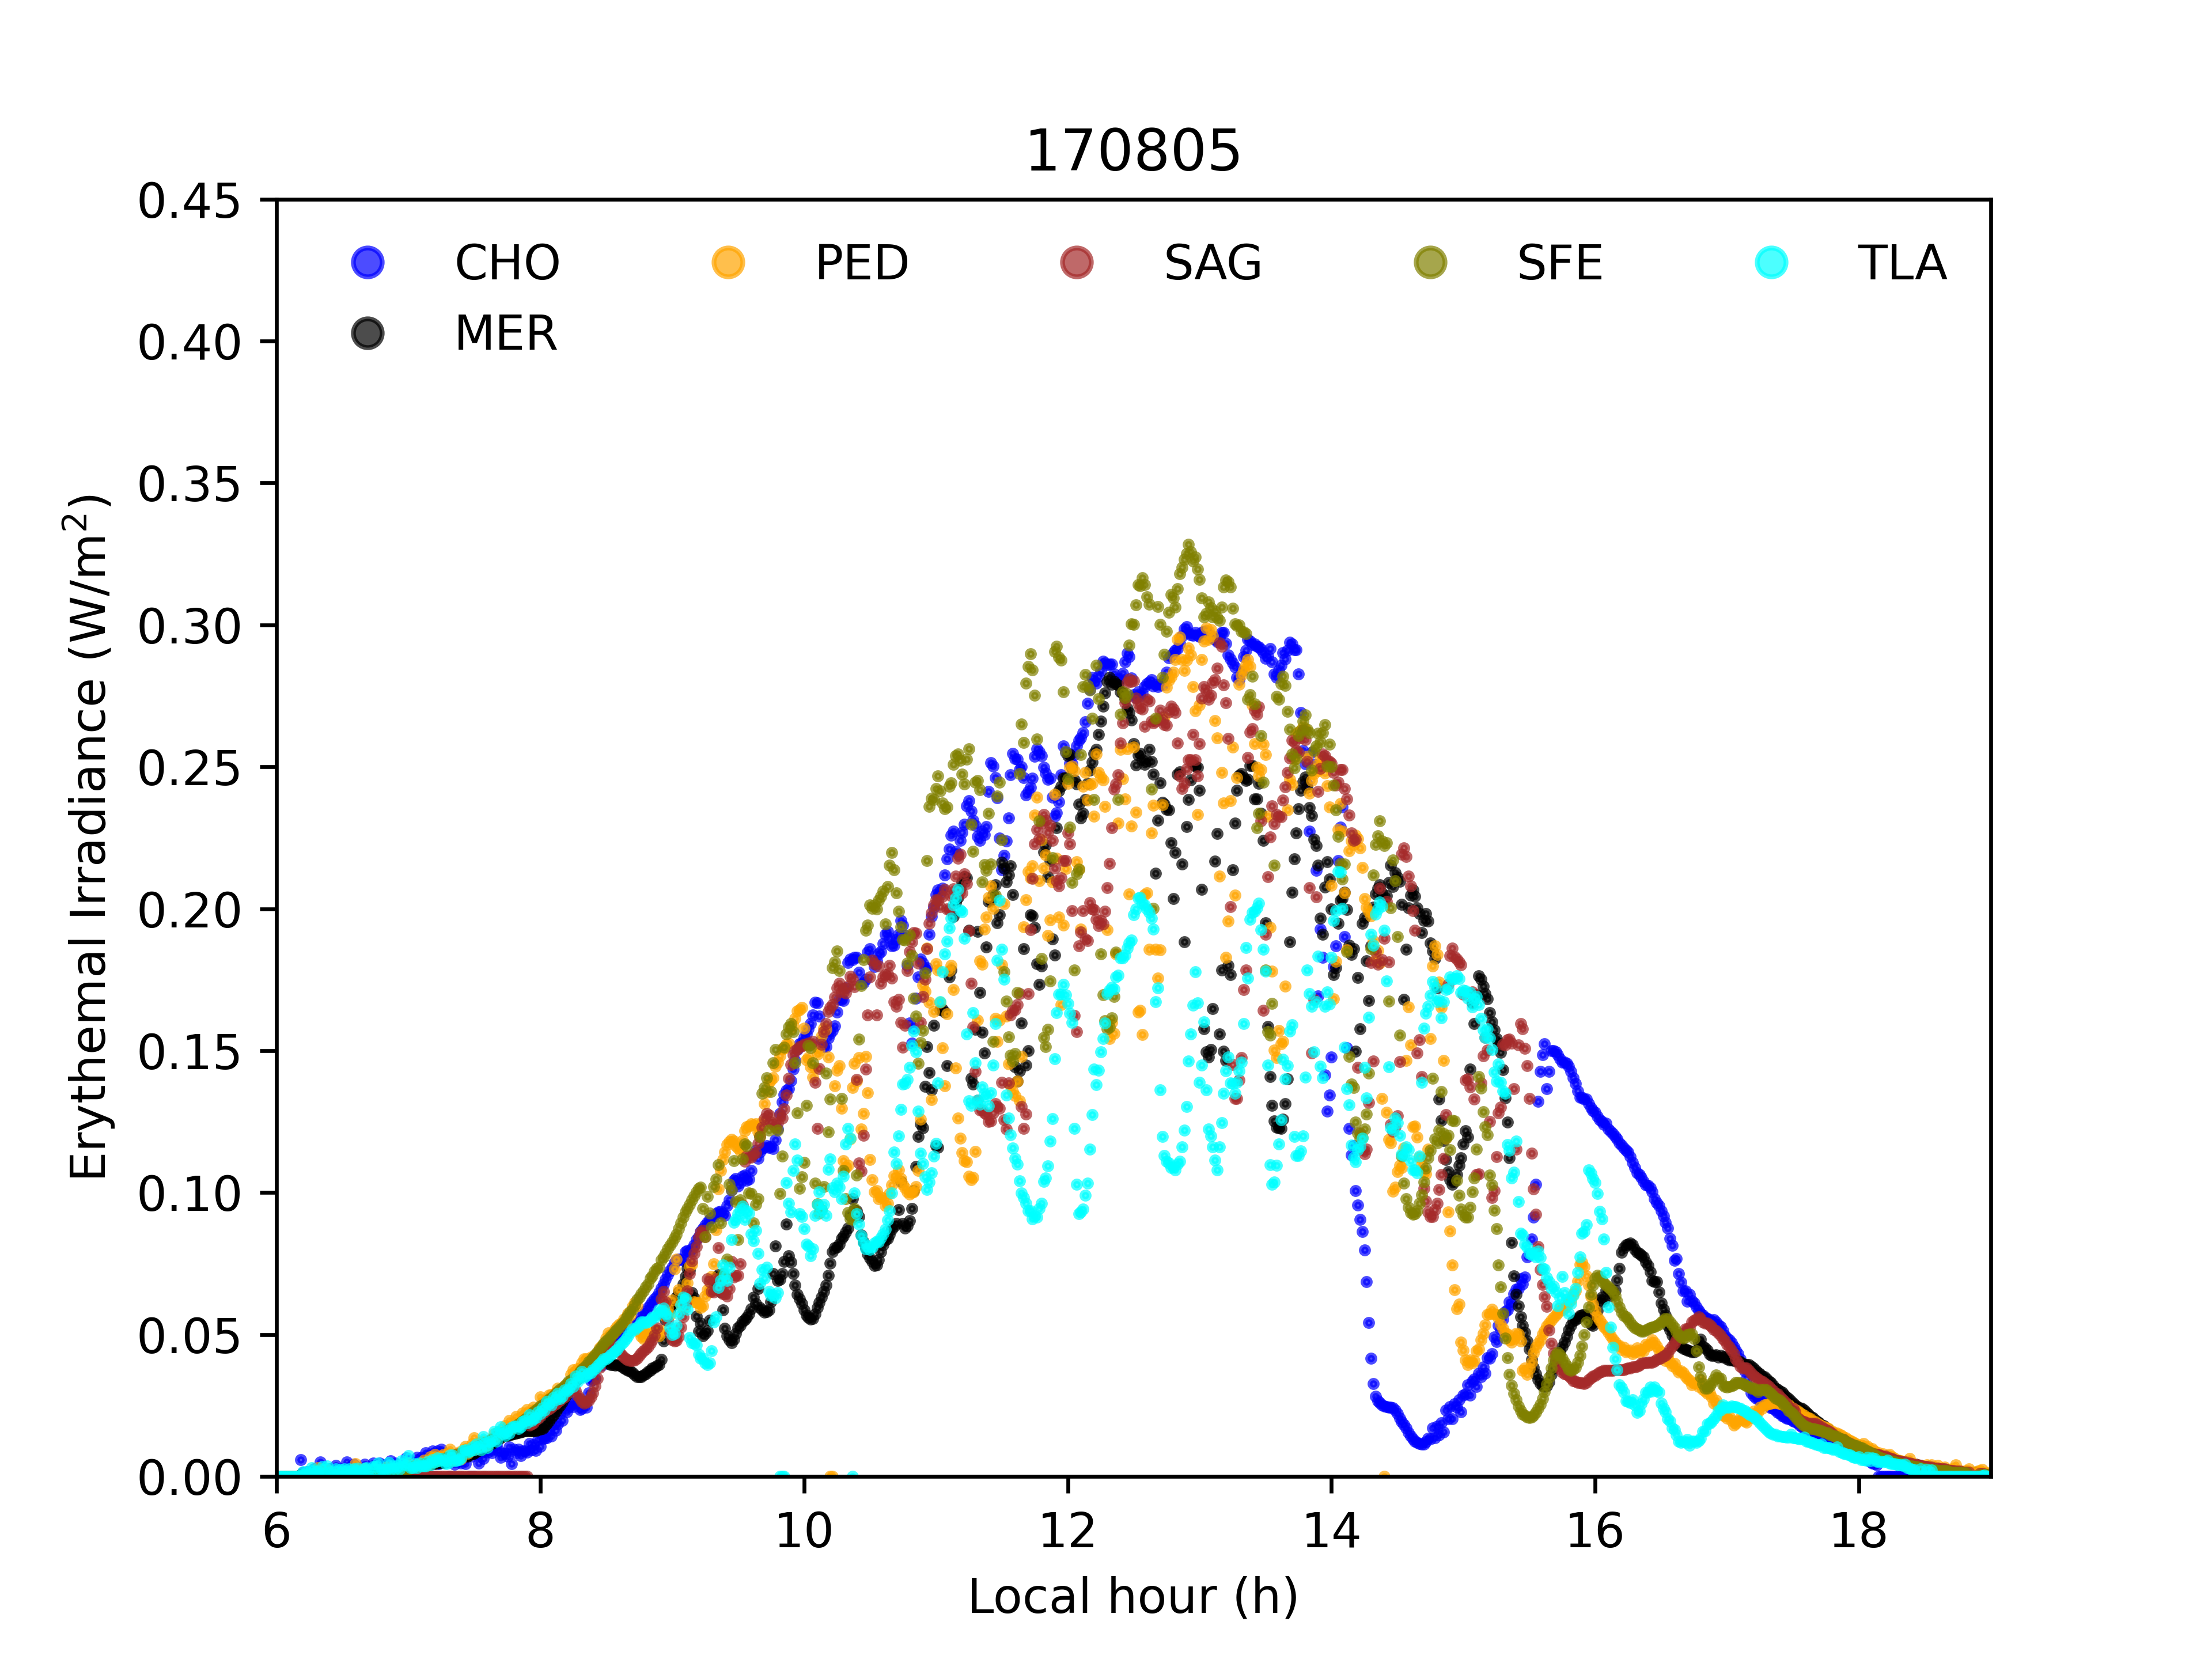 170805
0.45
CHO PED SAG SFE TLA
MER
0.40
0.35
0.30
0.25
0.20
0.15
0.10
0.05
0.00
Erythemal Irradiance (W/m²)
6 8 10 12 14 16 18
Local hour (h)